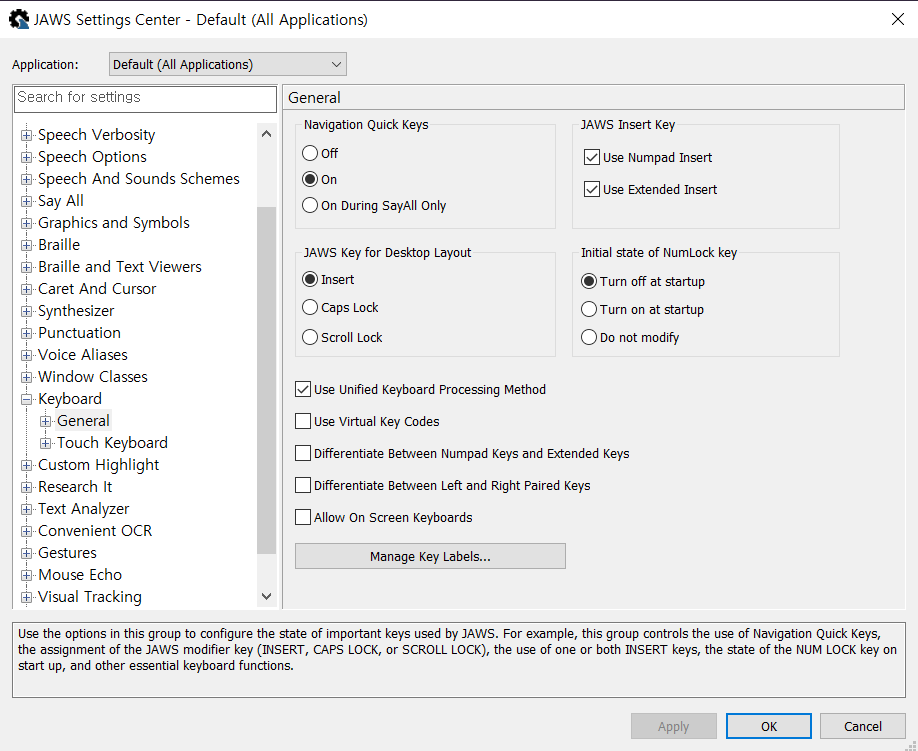 JAWS Settings Center - Default (All Applications)
Application:
Default (All Applications)
Search for settings
Speech Verbosity
Speech Options
Speech And Sounds Schemes
Say All
Graphics and Symbols
Braille
Braille and Text Viewers
Caret And Cursor
Synthesizer
Punctuation
Voice Aliases
Window Classes
Keyboard
General
Touch Keyboard
Custom Highlight
Research It
Text Analyzer
Convenient OCR
Gestures
Mouse Echo
Visual Tracking
General
Navigation Quick Keys
Off
On
On During SayAll Only
JAWS Insert Key
Use Numpad Insert
Use Extended Insert
JAWS Key for Desktop Layout
Insert
Caps Lock
Scroll Lock
Initial state of NumLock key
Turn off at startup
Turn on at startup
Do not modify
Use Unified Keyboard Processing Method
Use Virtual Key Codes
Differentiate Between Numpad Keys and Extended Keys
Differentiate Between Left and Right Paired Keys
Allow On Screen Keyboards
Manage Key Labels...
Use the options in this group to configure the state of important keys used by JAWS. For example, this group controls the use of Navigation Quick Keys,
the assignment of the JAWS modifier key (INSERT, CAPS LOCK, or SCROLL LOCK), the use of one or both INSERT keys, the state of the NUM LOCK key on
start up, and other essential keyboard functions.
Apply
OK
Cancel